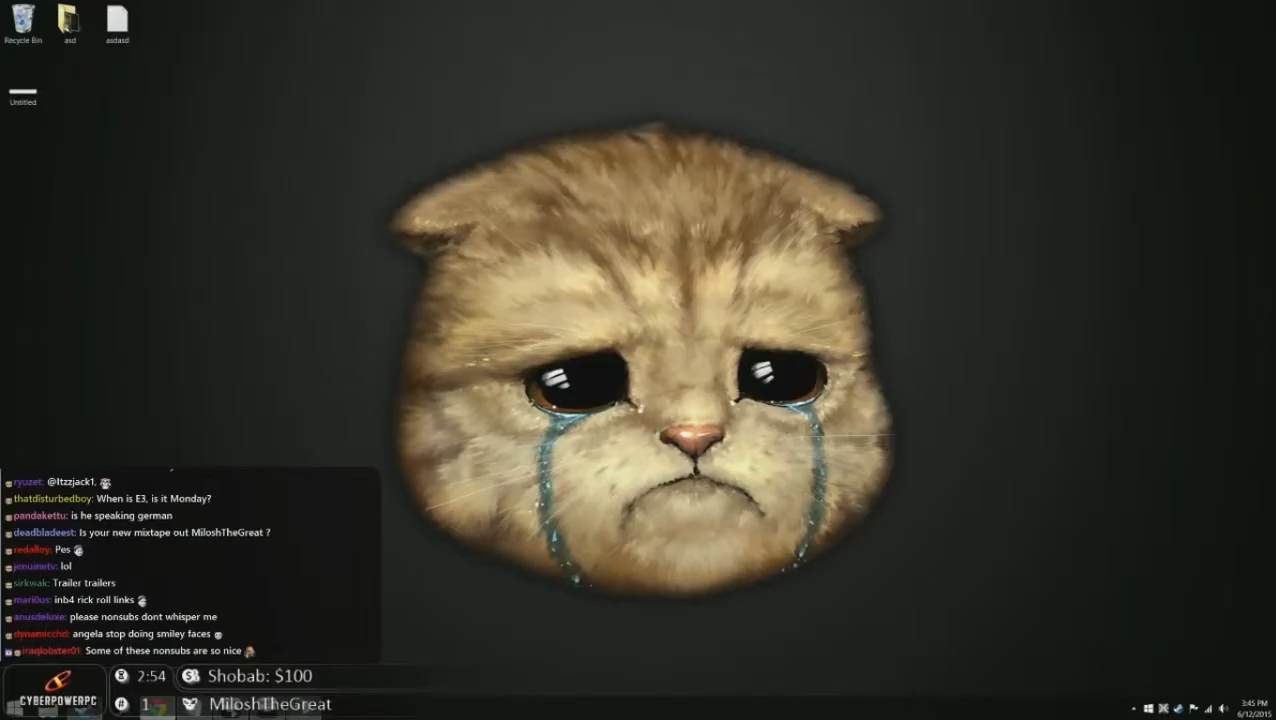 Recycle Bin
asd
asdasd
Untitled
ryuzet: @Itzzjack1,
thatdisturbedboy: When is E3, is it Monday?
pandakettu: is he speaking german
deadbladeest: Is your new mixtape out MiloshTheGreat ?
redalloy: Pes
jenuinetv: lol
sirkwak: Trailer trailers
mari0us: inb4 rick roll links
anusdeluxe: please nonsubs dont whisper me
dynamicchd: angela stop doing smiley faces
iraqlobster01: Some of these nonsubs are so nice
CYBERPOWERPC
2:54
Shobab: $100
# 1
MiloshTheGreat
3:45 PM
6/12/2015